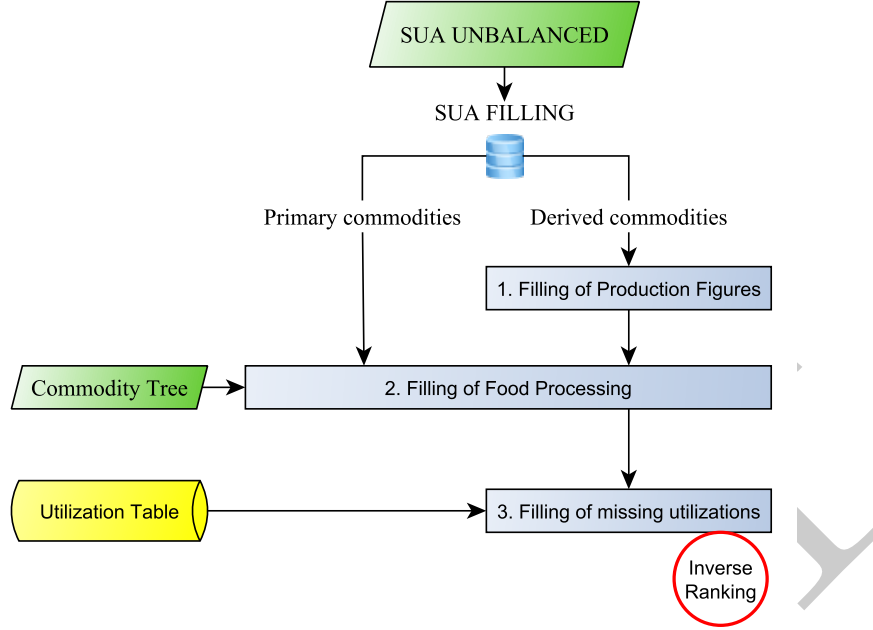 SUA UNBALANCED
SUA FILLING
Primary commodities
Derived commodities
1. Filling of Production Figures
Commodity Tree
2. Filling of Food Processing
Utilization Table
3. Filling of missing utilizations
Inverse
Ranking